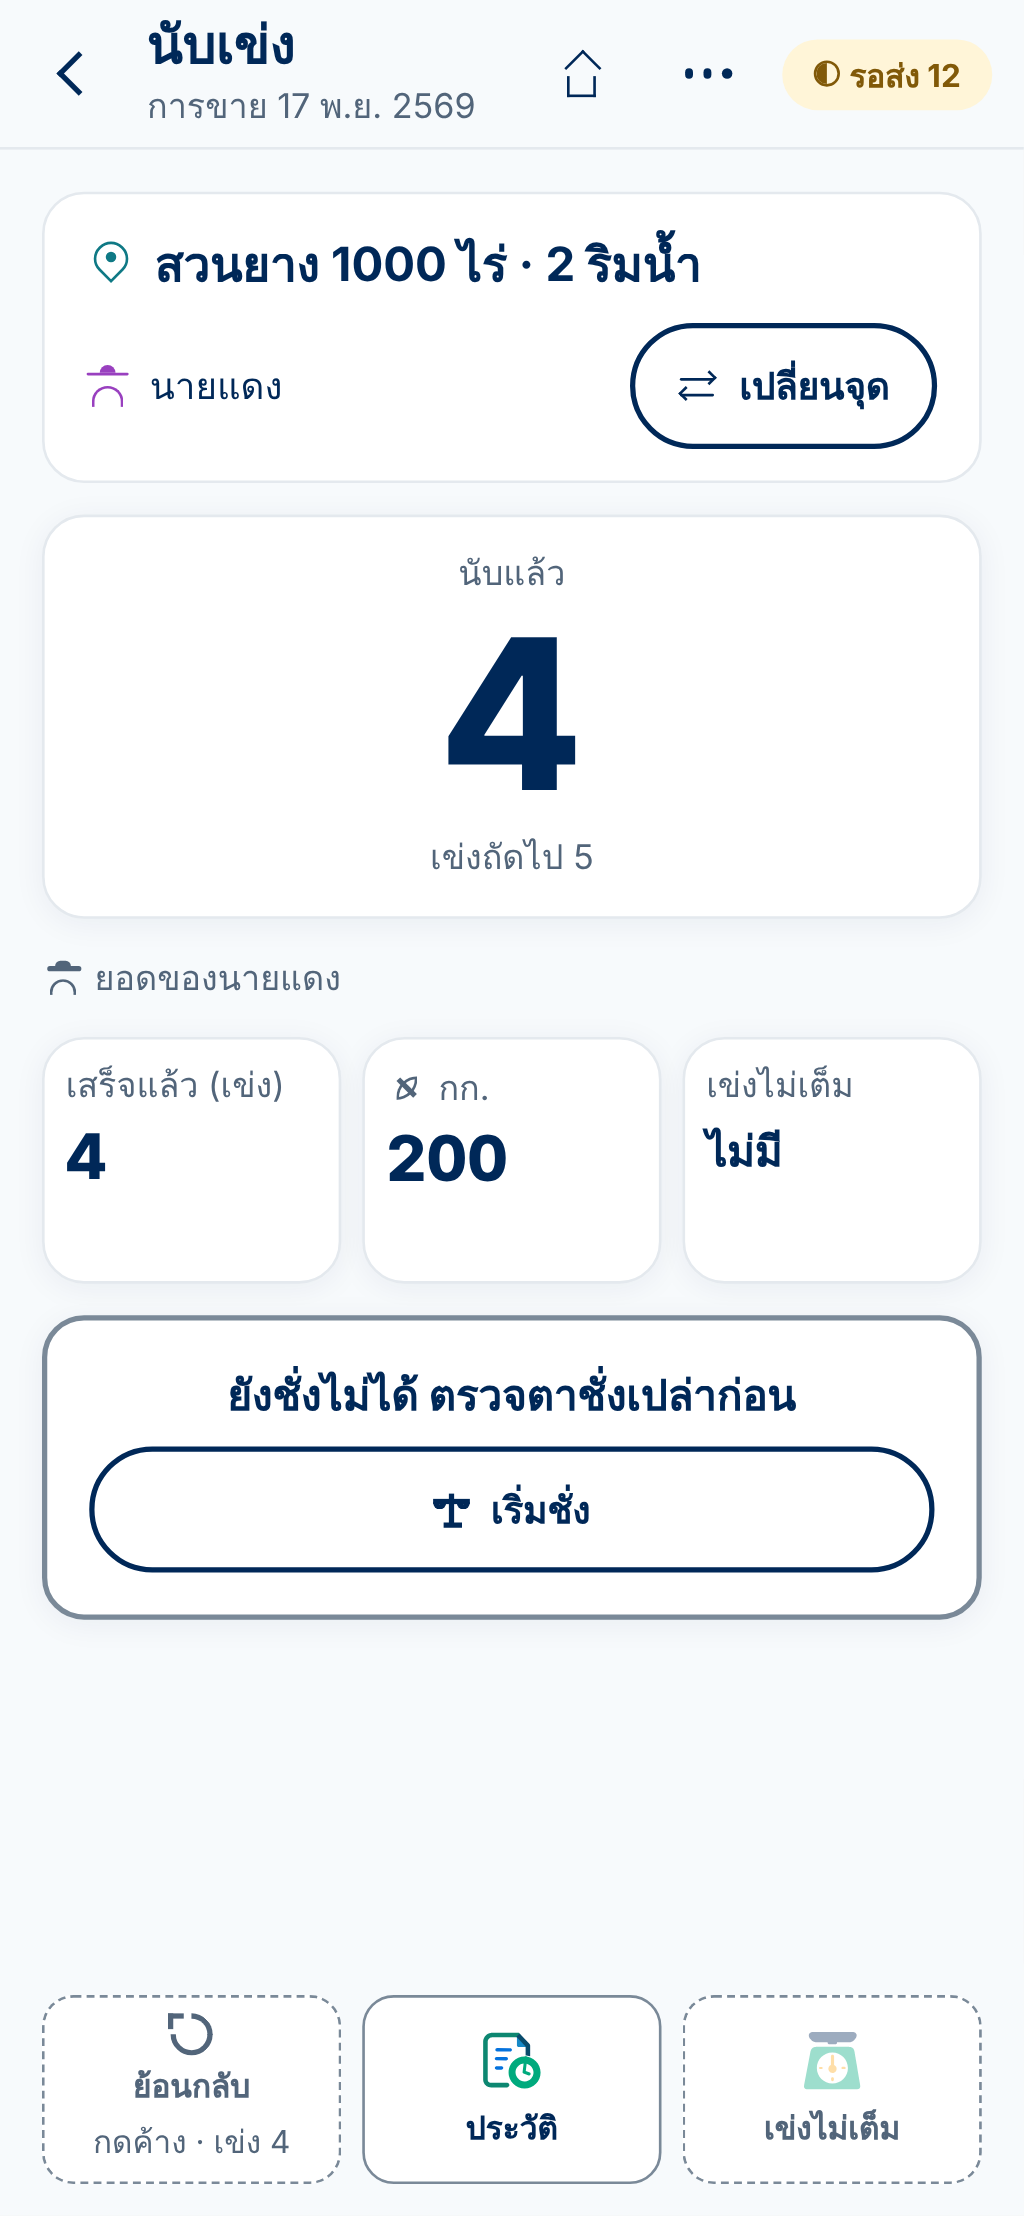 นับเข่ง
การขาย 17 พ.ย. 2569
รอส่ง 12
สวนยาง 1000 ไร่ · 2 ริมน้ำ
นายแดง
เปลี่ยนจุด
นับแล้ว
4
เข่งถัดไป 5
ยอดของนายแดง
เสร็จแล้ว (เข่ง)
4
กก.
200
เข่งไม่เต็ม
ไม่มี
ยังชั่งไม่ได้ ตรวจตาชั่งเปล่าก่อน
เริ่มชั่ง
ย้อนกลับ
กดค้าง · เข่ง 4
ประวัติ
เข่งไม่เต็ม